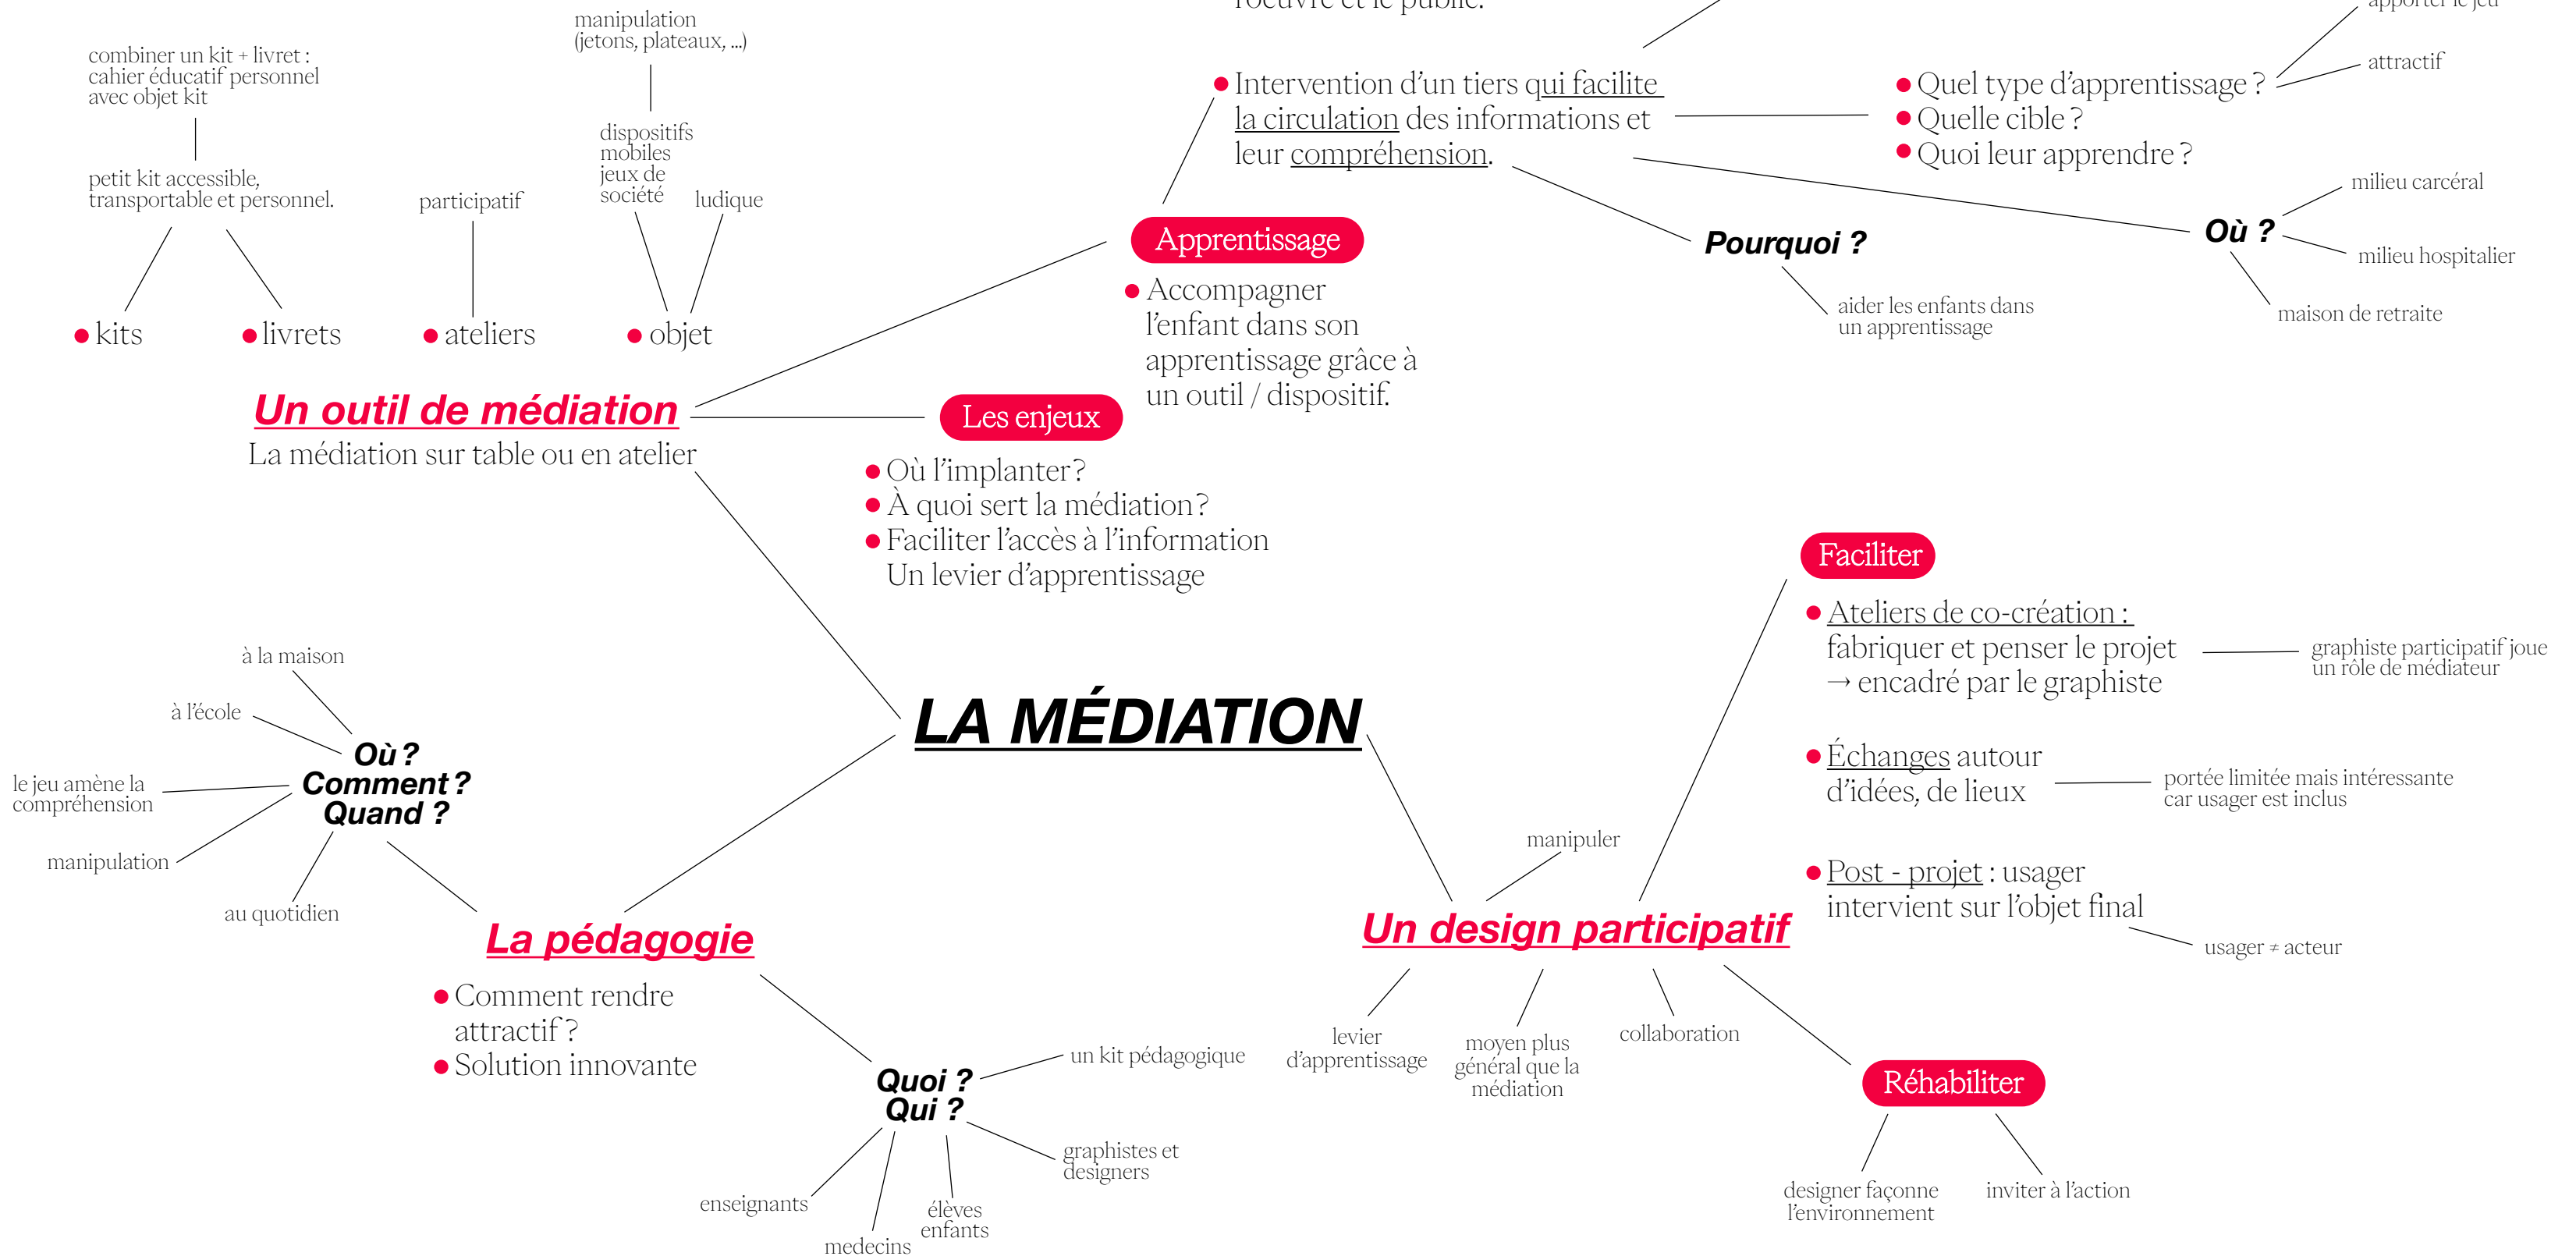 manipulation
(jetons, plateaux, ...)
combiner un kit + livret :
cahier éducatif personnel
avec objet kit
dispositifs
mobiles
jeux de
société
petit kit accessible,
transportable et personnel.
participatif
ludique
kits
livrets
ateliers
objet
Un outil de médiation
La médiation sur table ou en atelier
l'oeuvre et le public.
Intervention d’un tiers qui facilite
la circulation des informations et
leur compréhension.
apporter le jeu
attractif
Quel type d’apprentissage ?
Quelle cible ?
Quoi leur apprendre ?
Apprentissage
Accompagner
l’enfant dans son
apprentissage grâce à
un outil / dispositif.
Pourquoi ?
aider les enfants dans
un apprentissage
Où ?
milieu carcéral
milieu hospitalier
maison de retraite
Les enjeux
Où l’implanter ?
À quoi sert la médiation ?
Faciliter l’accès à l’information
Un levier d’apprentissage
LA MÉDIATION
à la maison
à l’école
Où ?
Comment ?
Quand ?
le jeu amène la
compréhension
manipulation
au quotidien
La pédagogie
Comment rendre
attractif ?
Solution innovante
Quoi ?
Qui ?
un kit pédagogique
graphistes et
designers
élèves
enfants
medecins
enseignants
Faciliter
Ateliers de co-création :
fabriquer et penser le projet
→ encadré par le graphiste
graphiste participatif joue
un rôle de médiateur
Échanges autour
d’idées, de lieux
portée limitée mais intéressante
car usager est inclus
Post - projet : usager
intervient sur l’objet final
usager ≠ acteur
manipuler
Un design participatif
levier
d’apprentissage
moyen plus
général que la
médiation
collaboration
Réhabiliter
designer façonne
l’environnement
inviter à l’action